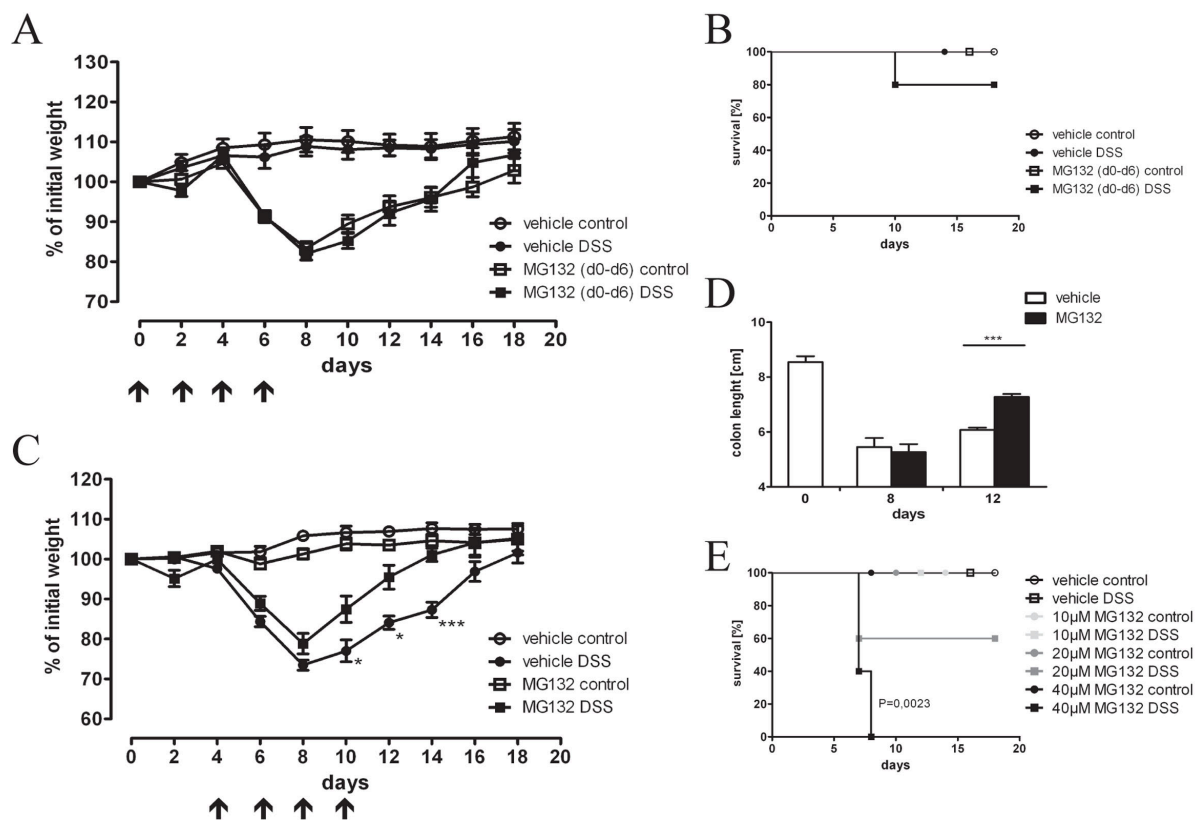 A
% of initial weight
130
120
110
100
90
80
70
vehicle control
vehicle DSS
MG132 (d0-d6) control
MG132 (d0-d6) DSS
0 2 4 6 8 10 12 14 16 18 20
days
B
survival [%]
100
80
60
40
20
0
vehicle control
vehicle DSS
MG132 (d0-d6) control
MG132 (d0-d6) DSS
0 5 10 15 20
days
C
% of initial weight
120
110
100
90
80
70
60
* * ***
vehicle control
vehicle DSS
MG132 control
MG132 DSS
0 2 4 6 8 10 12 14 16 18 20
days
D
vehicle
MG132
colon lenght [cm]
10
8
6
4
***
0 8 12
days
E
survival [%]
100
80
60
40
20
0
P=0,0023
vehicle control
vehicle DSS
10µM MG132 control
10µM MG132 DSS
20µM MG132 control
20µM MG132 DSS
40µM MG132 control
40µM MG132 DSS
0 5 10 15 20
days